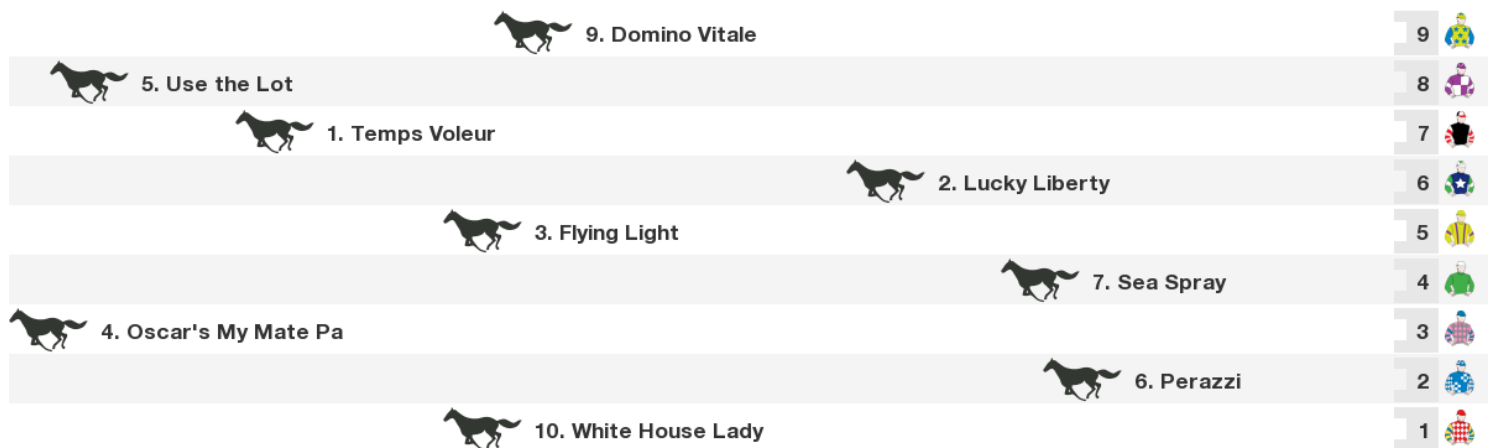 9. Domino Vitale 9
5. Use the Lot 8
1. Temps Voleur 7
2. Lucky Liberty 6
3. Flying Light 5
7. Sea Spray 4
4. Oscar's My Mate Pa 3
6. Perazzi 2
10. White House Lady 1